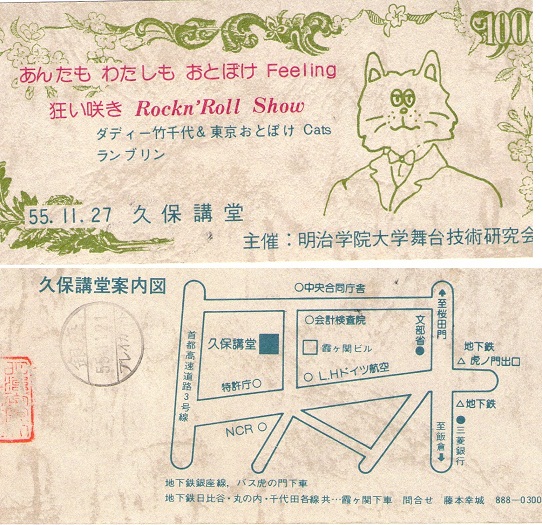 1000
あんたも わたしも おとぼけ Feeling
狂い咲き Rockn'Roll Show
ダディー竹千代&東京おとぼけ Cats
ランブリン
55.11.27 久保講堂
主催:明治学院大学舞台技術研究会
久保講堂案内図
○中央合同庁舎
↑至桜田門
○会計検査院
文部省●
久保講堂■
□霞ヶ関ビル
首都高速道路3号線
○L.Hドイツ航空
地下鉄
△虎ノ門出口
特許庁○
△地下鉄
NCR○
●三菱銀行
至飯倉↓
地下鉄銀座線,バス虎の門下車
地下鉄日比谷・丸の内・千代田各線共…霞ヶ関下車 問合せ 藤本幸城 888-0300